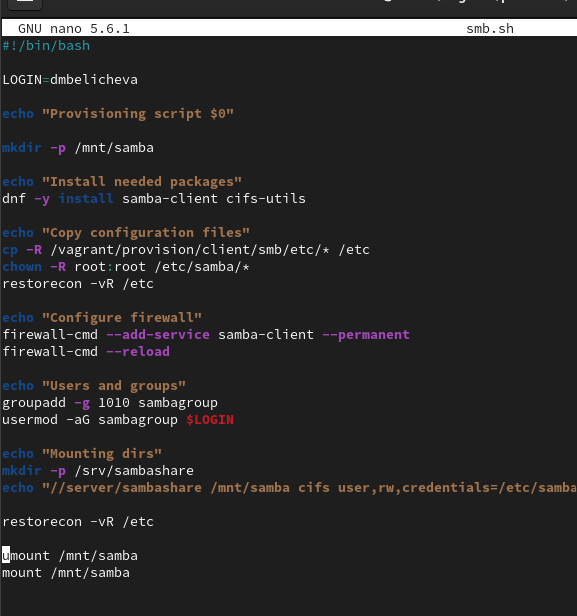 GNU nano 5.6.1 smb.sh
#!/bin/bash
LOGIN=dmbelicheva
echo "Provisioning script $0"
mkdir -p /mnt/samba
echo "Install needed packages"
dnf -y install samba-client cifs-utils
echo "Copy configuration files"
cp -R /vagrant/provision/client/smb/etc/* /etc
chown -R root:root /etc/samba/*
restorecon -vR /etc
echo "Configure firewall"
firewall-cmd --add-service samba-client --permanent
firewall-cmd --reload
echo "Users and groups"
groupadd -g 1010 sambagroup
usermod -aG sambagroup $LOGIN
echo "Mounting dirs"
mkdir -p /srv/sambashare
echo "//server/sambashare /mnt/samba cifs user,rw,credentials=/etc/samba
restorecon -vR /etc
umount /mnt/samba
mount /mnt/samba